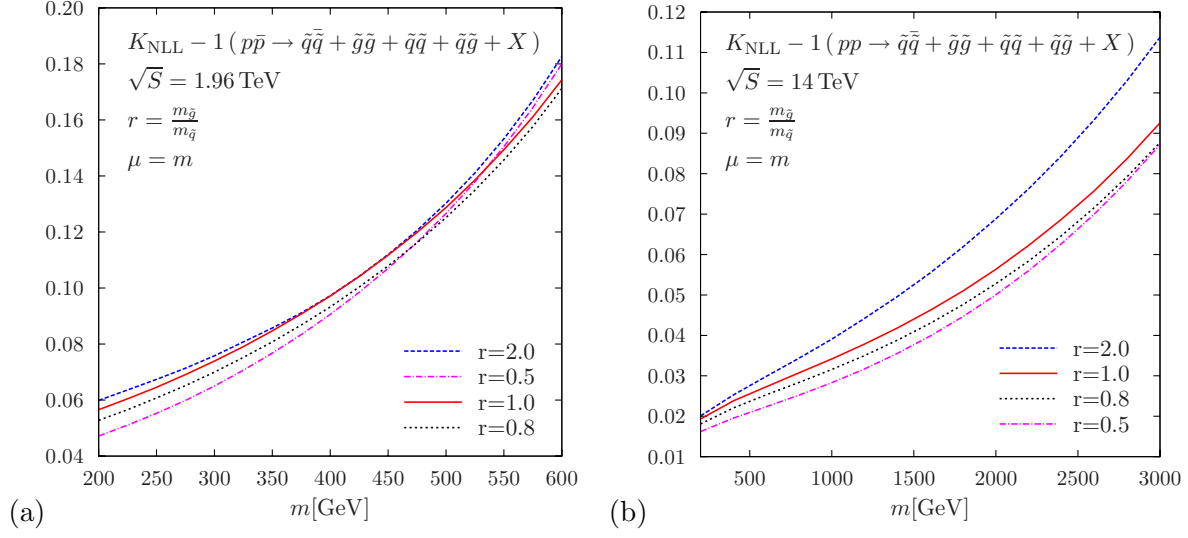 K_NLL − 1 ( pp̄ → q̃q̃̄ + g̃g̃ + q̃q̃ + q̃g̃ + X )
√S = 1.96 TeV
r = m_g̃ / m_q̃
μ = m
0.20
0.18
0.16
0.14
0.12
0.10
0.08
0.06
0.04
r=2.0
r=0.5
r=1.0
r=0.8
200 250 300 350 400 450 500 550 600
m[GeV]
(a)
K_NLL − 1 ( pp → q̃q̃̄ + g̃g̃ + q̃q̃ + q̃g̃ + X )
√S = 14 TeV
r = m_g̃ / m_q̃
μ = m
0.12
0.11
0.10
0.09
0.08
0.07
0.06
0.05
0.04
0.03
0.02
0.01
r=2.0
r=1.0
r=0.8
r=0.5
500 1000 1500 2000 2500 3000
m[GeV]
(b)